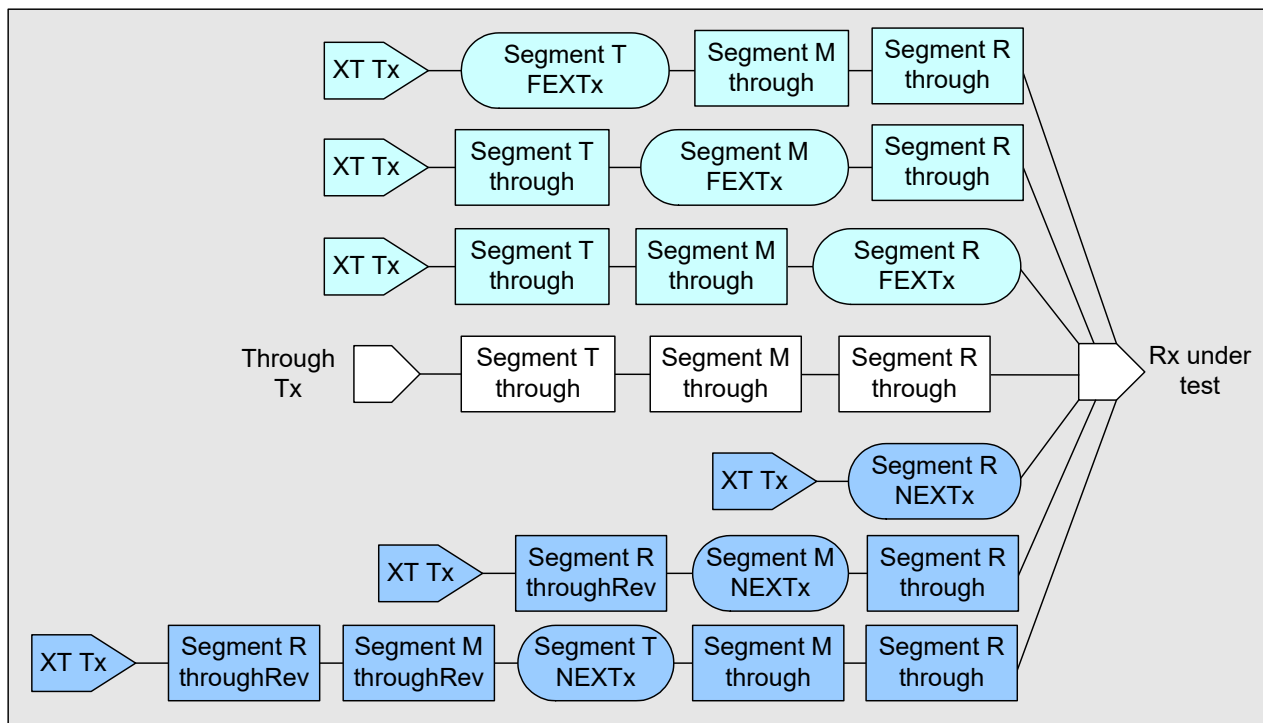 XT Tx
Segment T
FEXTx
Segment M
through
Segment R
through
XT Tx
Segment T
through
Segment M
FEXTx
Segment R
through
XT Tx
Segment T
through
Segment M
through
Segment R
FEXTx
Through
Tx
Segment T
through
Segment M
through
Segment R
through
Rx under
test
XT Tx
Segment R
NEXTx
XT Tx
Segment R
throughRev
Segment M
NEXTx
Segment R
through
XT Tx
Segment R
throughRev
Segment M
throughRev
Segment T
NEXTx
Segment M
through
Segment R
through